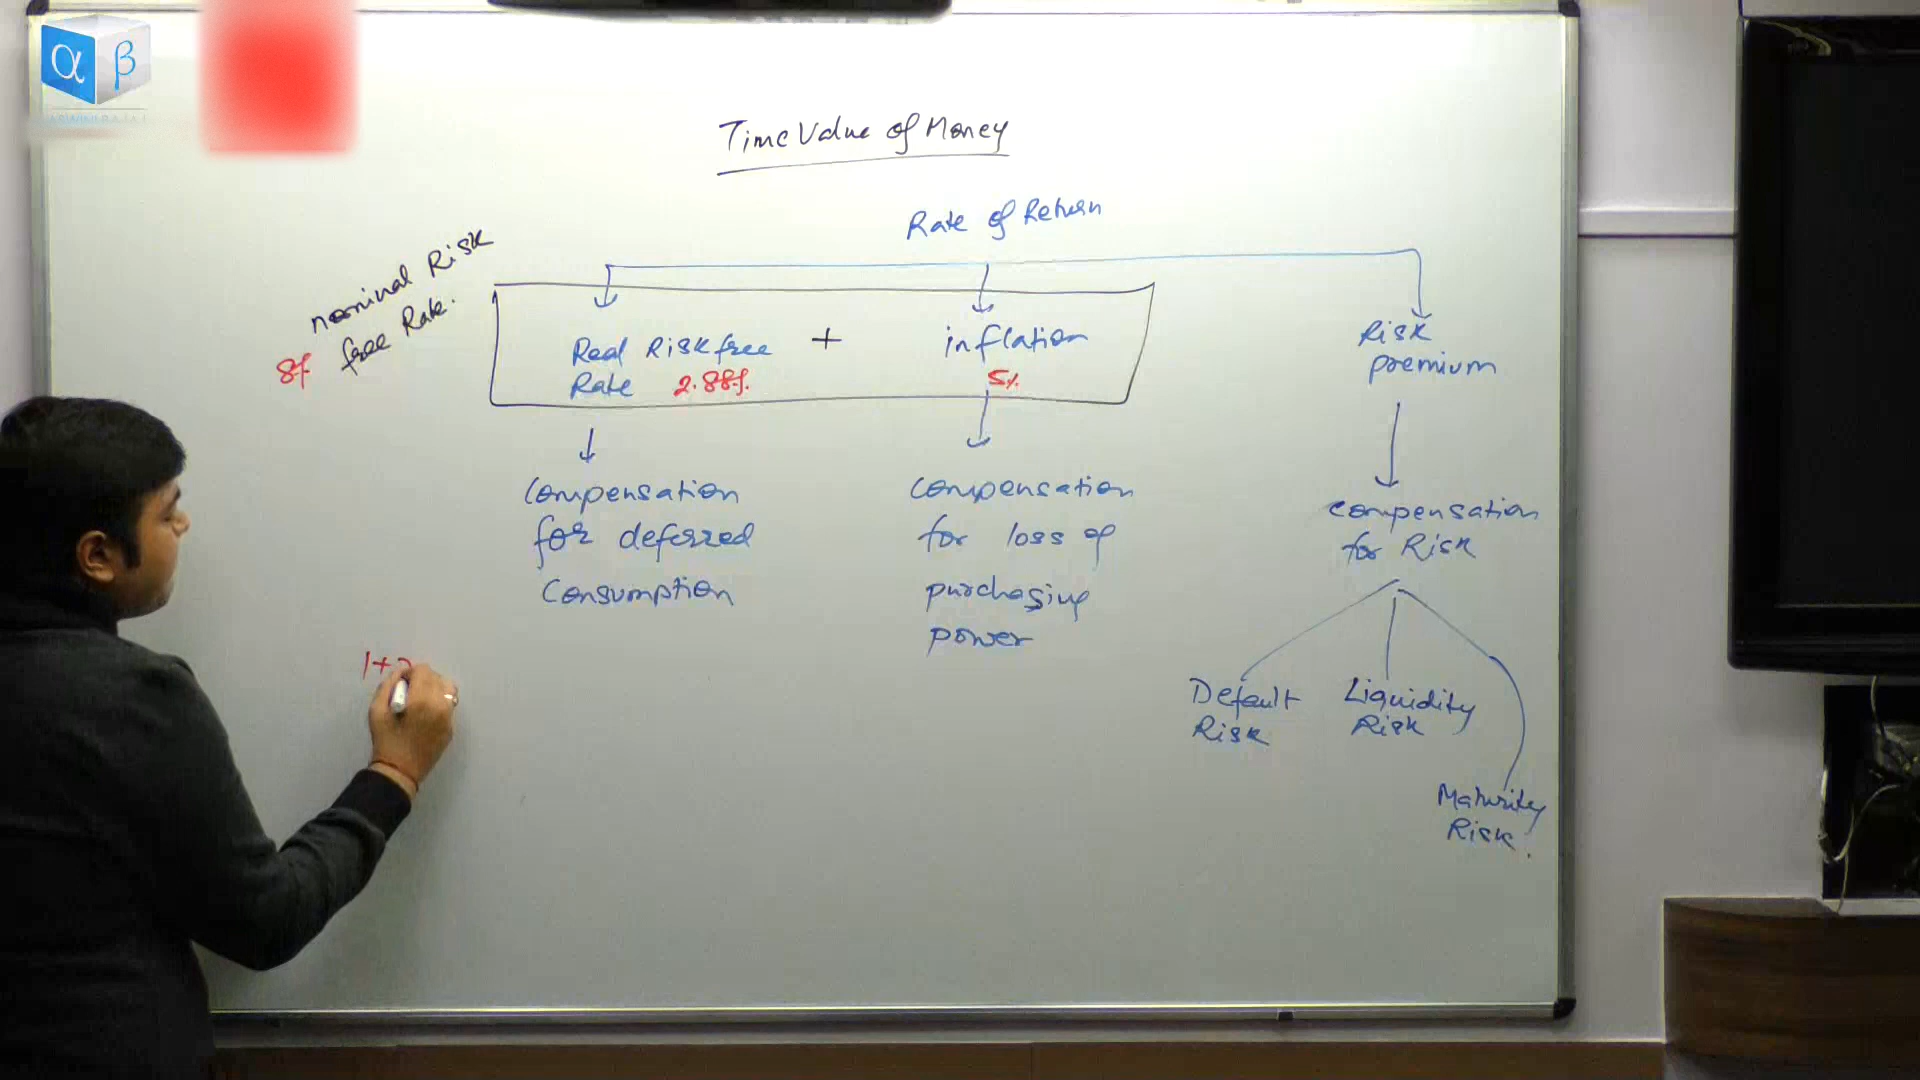 α β
Time Value of Money
Rate of Return
nominal Risk
free Rate.
8%
Real Risk free
Rate 2.88%
+
inflation
5%
Risk
premium
Compensation
for deferred
Consumption
Compensation
for loss of
purchasing
power
compensation
for Risk
1+
Default
Risk
Liquidity
Risk
Maturity
Risk.